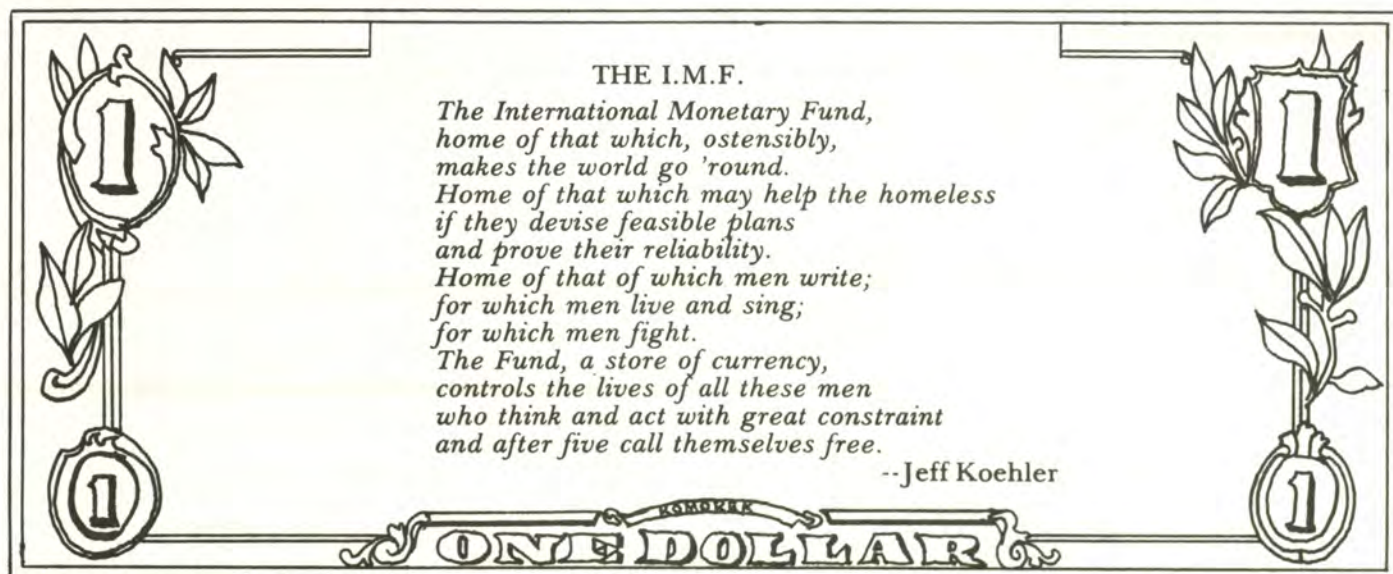 1
1
THE I.M.F.
The International Monetary Fund,
home of that which, ostensibly,
makes the world go 'round.
Home of that which may help the homeless
if they devise feasible plans
and prove their reliability.
Home of that of which men write;
for which men live and sing;
for which men fight.
The Fund, a store of currency,
controls the lives of all these men
who think and act with great constraint
and after five call themselves free.
--Jeff Koehler
1
1
ONE DOLLAR